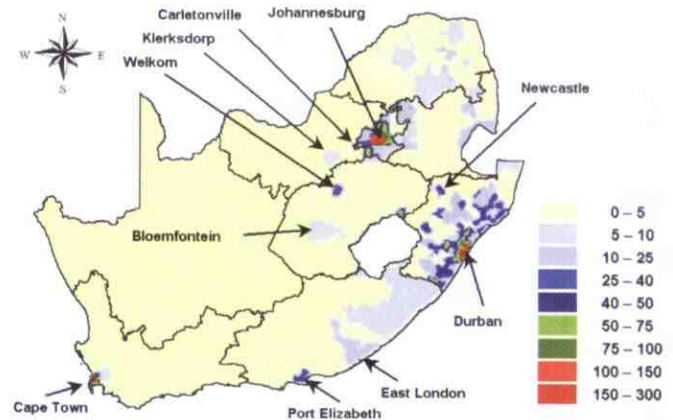 Carletonville
Johannesburg
Klerksdorp
Welkom
N
W
E
S
Newcastle
Bloemfontein
Durban
East London
Cape Town
Port Elizabeth
0 – 5
5 – 10
10 – 25
25 – 40
40 – 50
50 – 75
75 – 100
100 – 150
150 – 300